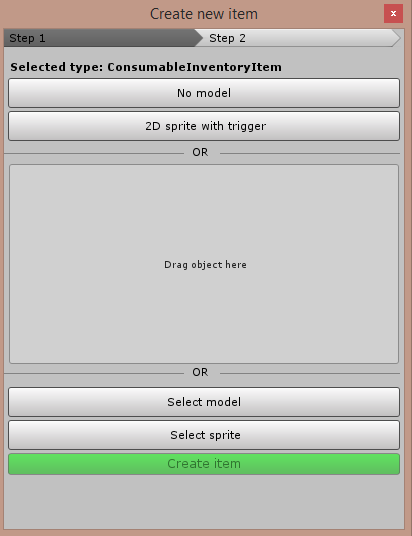 Create new item
x
Step 1
Step 2
Selected type: ConsumableInventoryItem
No model
2D sprite with trigger
OR
Drag object here
OR
Select model
Select sprite
Create item